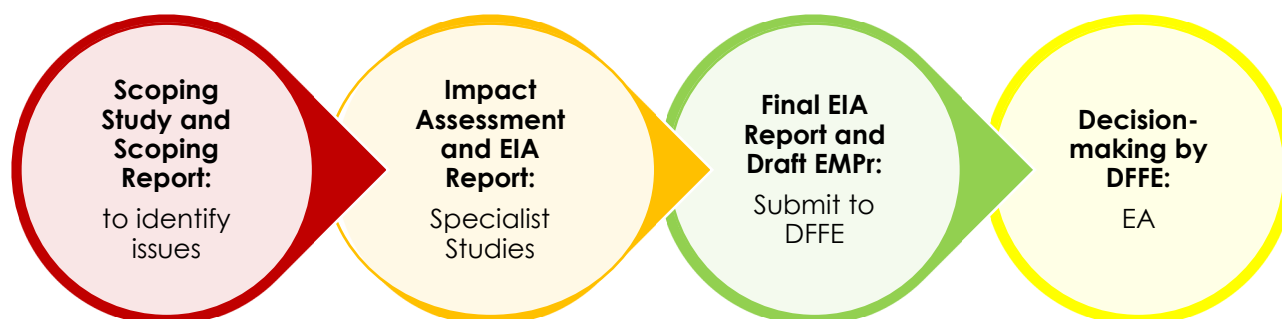 Scoping
Study and
Scoping
Report:
to identify
issues
Impact
Assessment
and EIA
Report:
Specialist
Studies
Final EIA
Report and
Draft EMPr:
Submit to
DFFE
Decision-
making by
DFFE:
EA